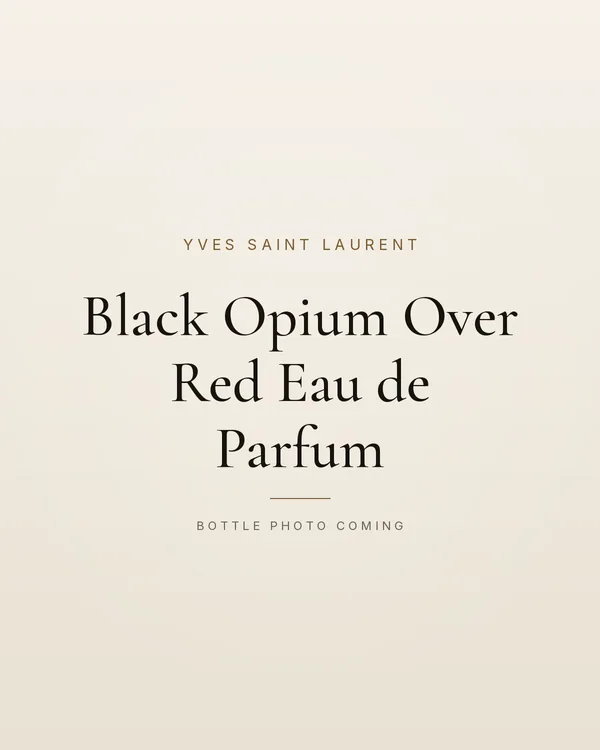 YVES SAINT LAURENT
Black Opium Over
Red Eau de
Parfum
BOTTLE PHOTO COMING